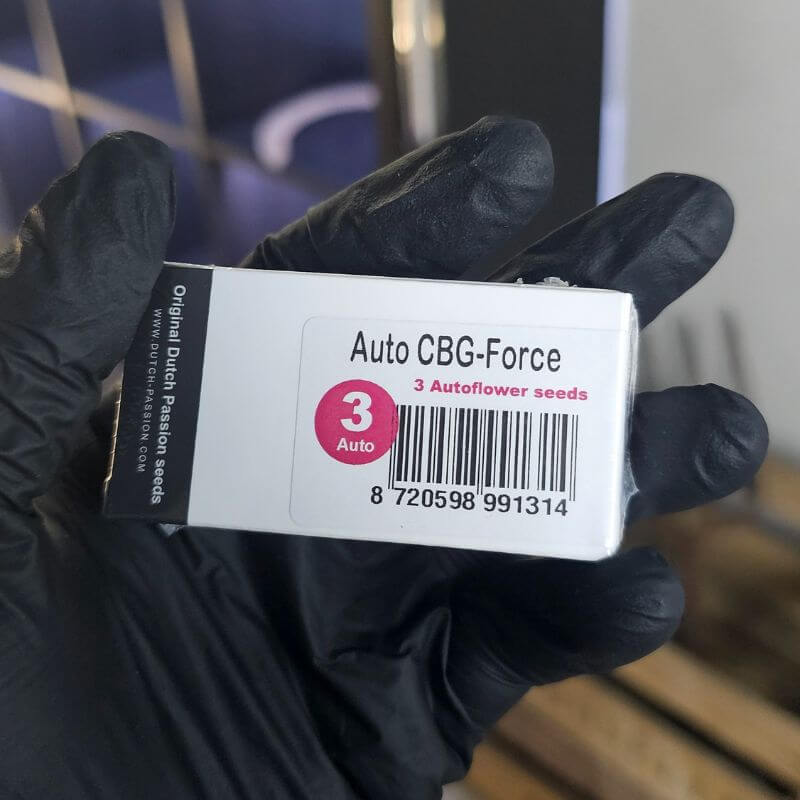 Original Dutch Passion seeds
WWW.DUTCH-PASSION.COM
Auto CBG-Force
3 Autoflower seeds
3
Auto
8 720598 991314